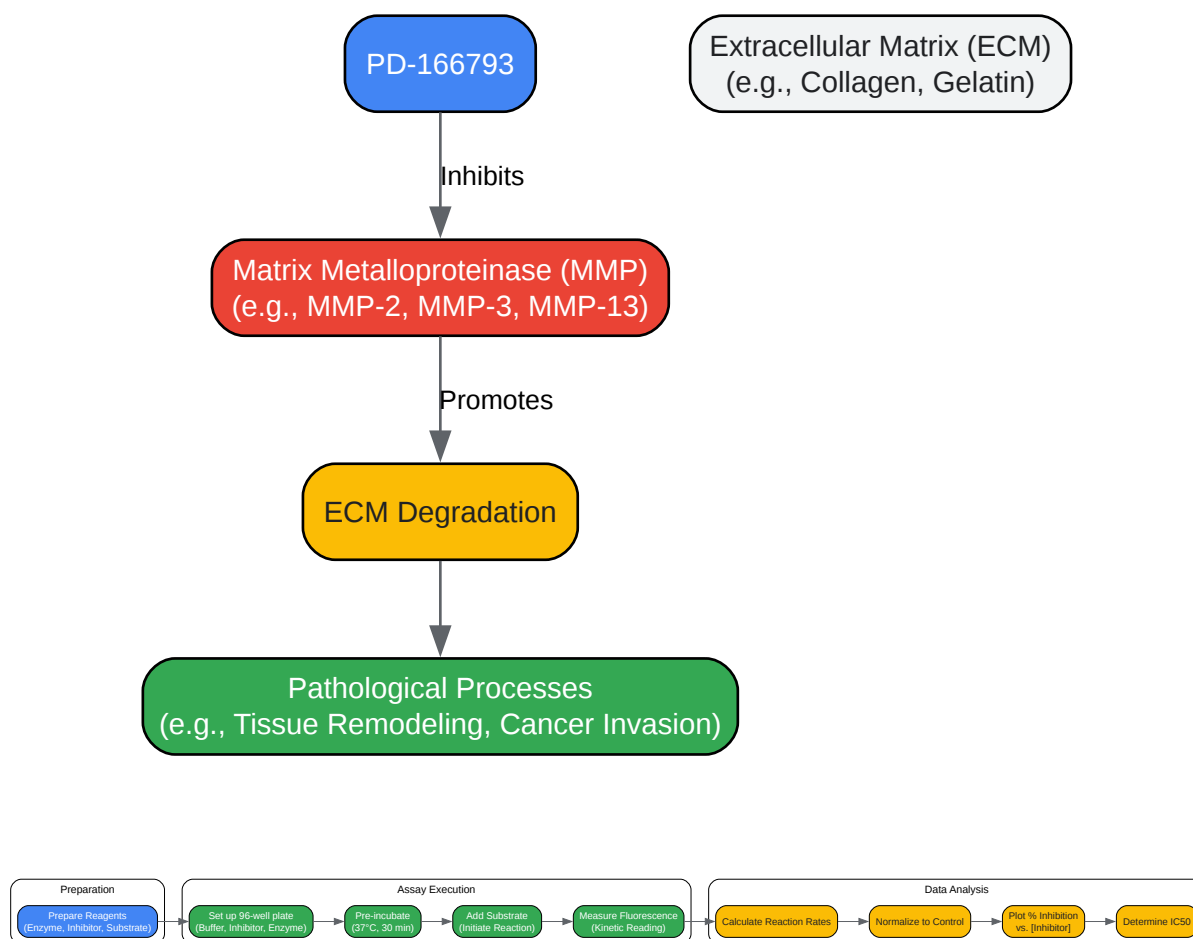 PD-166793
Extracellular Matrix (ECM)
(e.g., Collagen, Gelatin)
Inhibits
Matrix Metalloproteinase (MMP)
(e.g., MMP-2, MMP-3, MMP-13)
Promotes
ECM Degradation
Pathological Processes
(e.g., Tissue Remodeling, Cancer Invasion)
Preparation
Prepare Reagents
(Enzyme, Inhibitor, Substrate)
Assay Execution
Set up 96-well plate
(Buffer, Inhibitor, Enzyme)
Pre-incubate
(37°C, 30 min)
Add Substrate
(Initiate Reaction)
Measure Fluorescence
(Kinetic Reading)
Data Analysis
Calculate Reaction Rates
Normalize to Control
Plot % Inhibition
vs. [Inhibitor]
Determine IC50